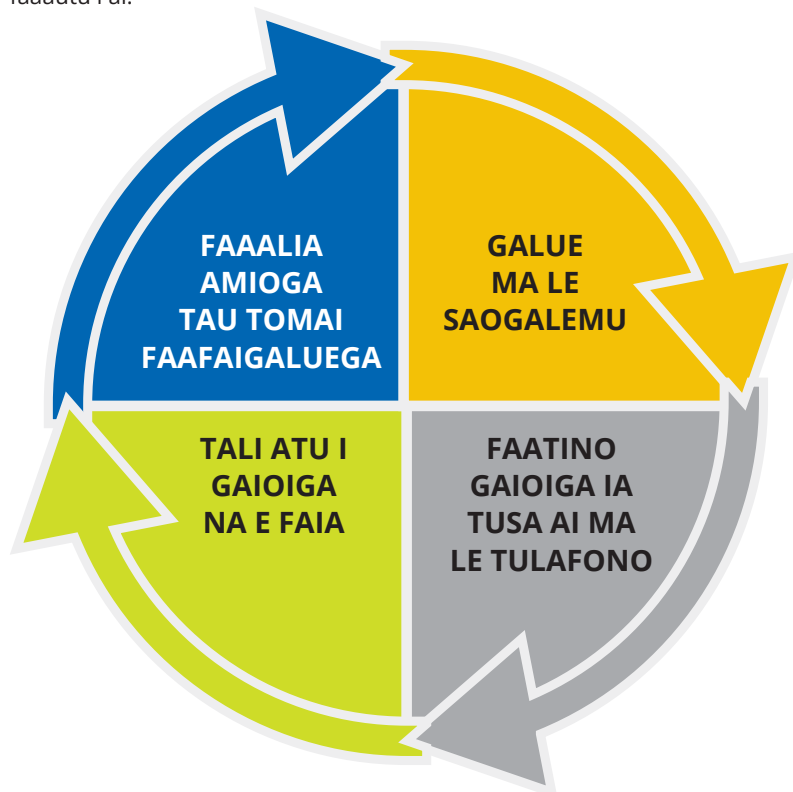 FAAALIA
AMIOGA
TAU TOMAI
FAAFAIGALUEGA
GALUE
MA LE
SAOGALEMU
TALI ATU I
GAIOIGA
NA E FAIA
FAATINO
GAIOIGA IA
TUSA AI MA
LE TULAFONO